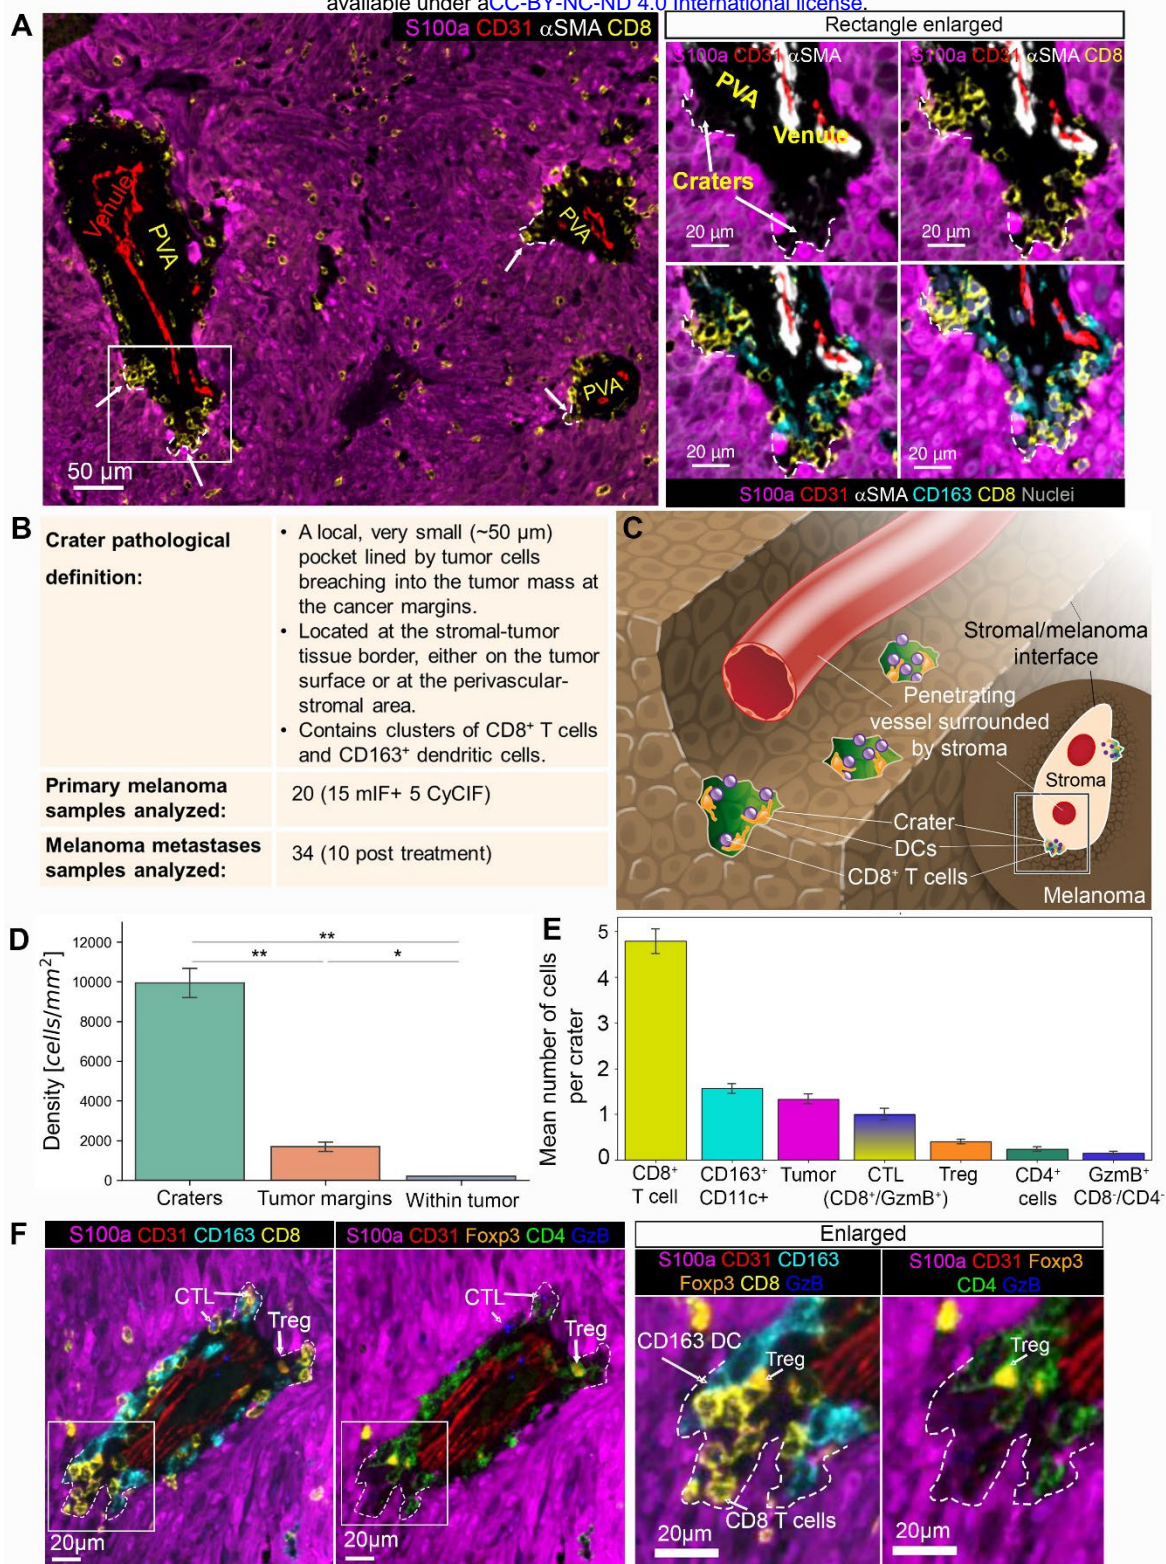 available under aCC-BY-NC-ND 4.0 International license.
A
S100a CD31 αSMA CD8
Venule
PVA
PVA
PVA
50 µm
Rectangle enlarged
S100a CD31 αSMA
PVA
Venule
Craters
20 µm
S100a CD31 αSMA CD8
20 µm
20 µm
20 µm
S100a CD31 αSMA CD163 CD8 Nuclei
B
Crater pathological
definition:
• A local, very small (~50 µm)
pocket lined by tumor cells
breaching into the tumor mass at
the cancer margins.
• Located at the stromal-tumor
tissue border, either on the tumor
surface or at the perivascular-
stromal area.
• Contains clusters of CD8⁺ T cells
and CD163⁺ dendritic cells.
Primary melanoma
samples analyzed:
20 (15 mIF+ 5 CyCIF)
Melanoma metastases
samples analyzed:
34 (10 post treatment)
C
Stromal/melanoma
interface
Penetrating
vessel surrounded
by stroma
Stroma
Crater
DCs
CD8⁺ T cells
Melanoma
D
Density [cells/mm²]
12000
10000
8000
6000
4000
2000
0
**
**
*
Craters
Tumor margins
Within tumor
E
Mean number of cells
per crater
5
4
3
2
1
0
CD8⁺
T cell
CD163⁺
CD11c+
Tumor
CTL
(CD8⁺/GzmB⁺)
Treg
CD4⁺
cells
GzmB⁺
CD8⁻/CD4⁻
F
S100a CD31 CD163 CD8
CTL
Treg
20µm
S100a CD31 Foxp3 CD4 GzB
CTL
Treg
20µm
Enlarged
S100a CD31 CD163
Foxp3 CD8 GzB
CD163 DC
Treg
CD8 T cells
20µm
S100a CD31 Foxp3
CD4 GzB
Treg
20µm